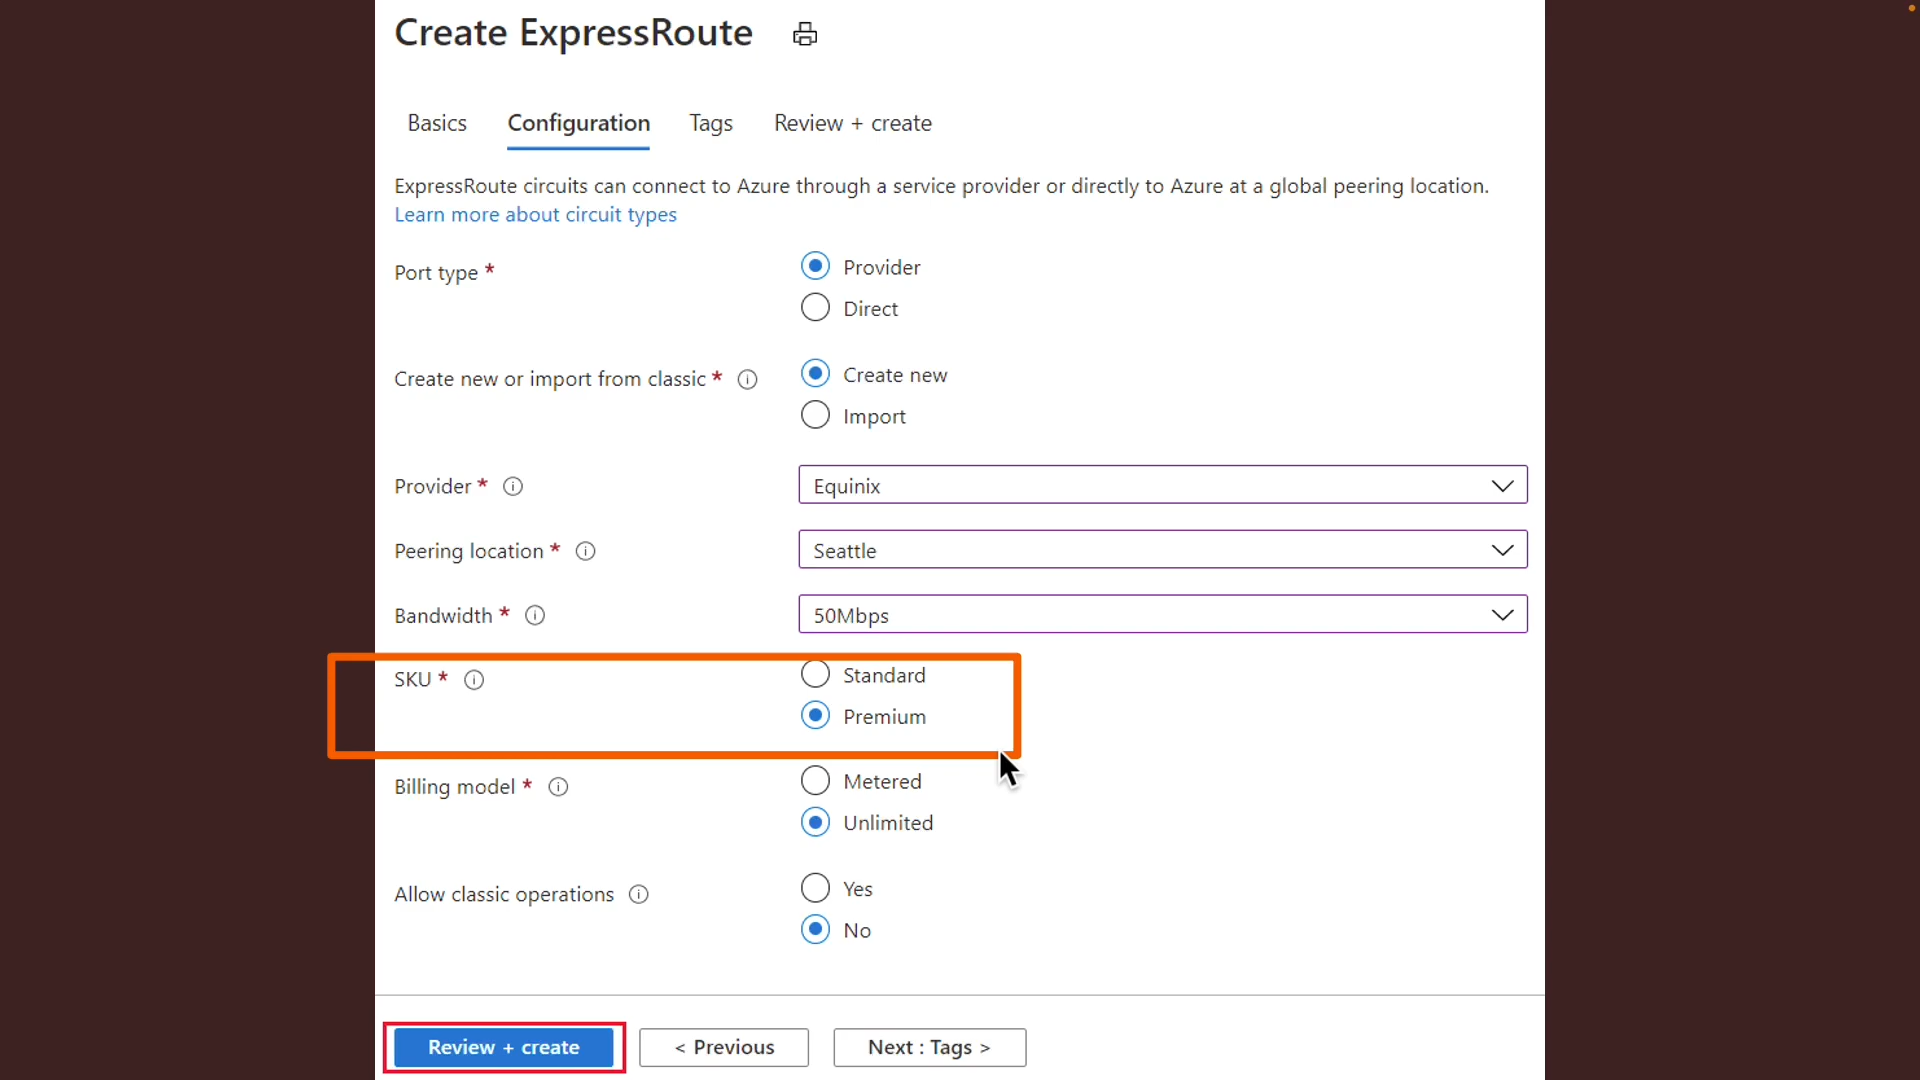 Create ExpressRoute
Basics Configuration Tags Review + create
ExpressRoute circuits can connect to Azure through a service provider or directly to Azure at a global peering location.
Learn more about circuit types
Port type *
Provider
Direct
Create new or import from classic *
Create new
Import
Provider *
Equinix
Peering location *
Seattle
Bandwidth *
50Mbps
SKU *
Standard
Premium
Billing model *
Metered
Unlimited
Allow classic operations
Yes
No
Review + create
< Previous
Next : Tags >